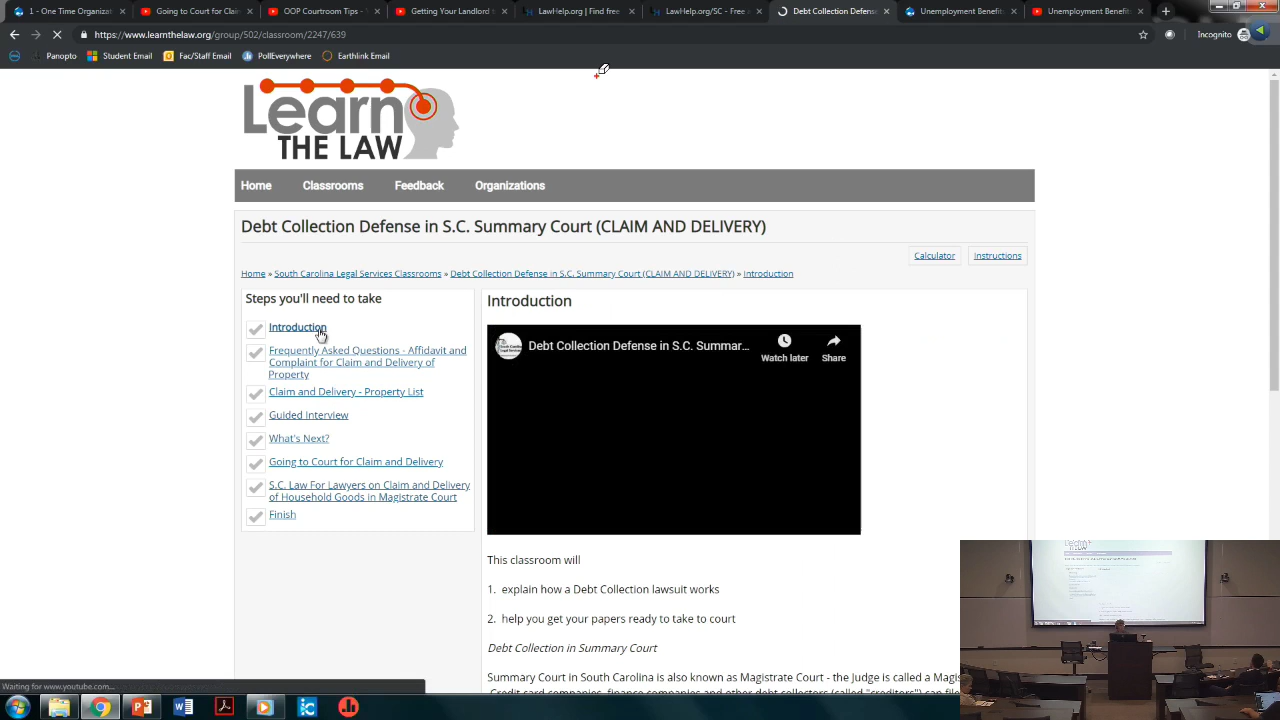 1 - One Time Organizat
Going to Court for Claim
OOP Courtroom Tips -
Getting Your Landlord t
LawHelp.org | Find free
LawHelp.org/SC - Free
Debt Collection Defense
Unemployment Benefit
Unemployment Benefit
https://www.learnthelaw.org/group/502/classroom/2247/639
Incognito
Panopto
Student Email
Fac/Staff Email
PollEverywhere
Earthlink Email
Learn
THE LAW
Home
Classrooms
Feedback
Organizations
Debt Collection Defense in S.C. Summary Court (CLAIM AND DELIVERY)
Calculator
Instructions
Home » South Carolina Legal Services Classrooms » Debt Collection Defense in S.C. Summary Court (CLAIM AND DELIVERY) » Introduction
Steps you'll need to take
Introduction
Frequently Asked Questions - Affidavit and
Complaint for Claim and Delivery of
Property
Claim and Delivery - Property List
Guided Interview
What's Next?
Going to Court for Claim and Delivery
S.C. Law For Lawyers on Claim and Delivery
of Household Goods in Magistrate Court
Finish
Introduction
Debt Collection Defense in S.C. Summar...
Watch later
Share
This classroom will
1. explain how a Debt Collection lawsuit works
2. help you get your papers ready to take to court
Debt Collection in Summary Court
Summary Court in South Carolina is also known as Magistrate Court - the Judge is called a Magis
Waiting for www.youtube.com...